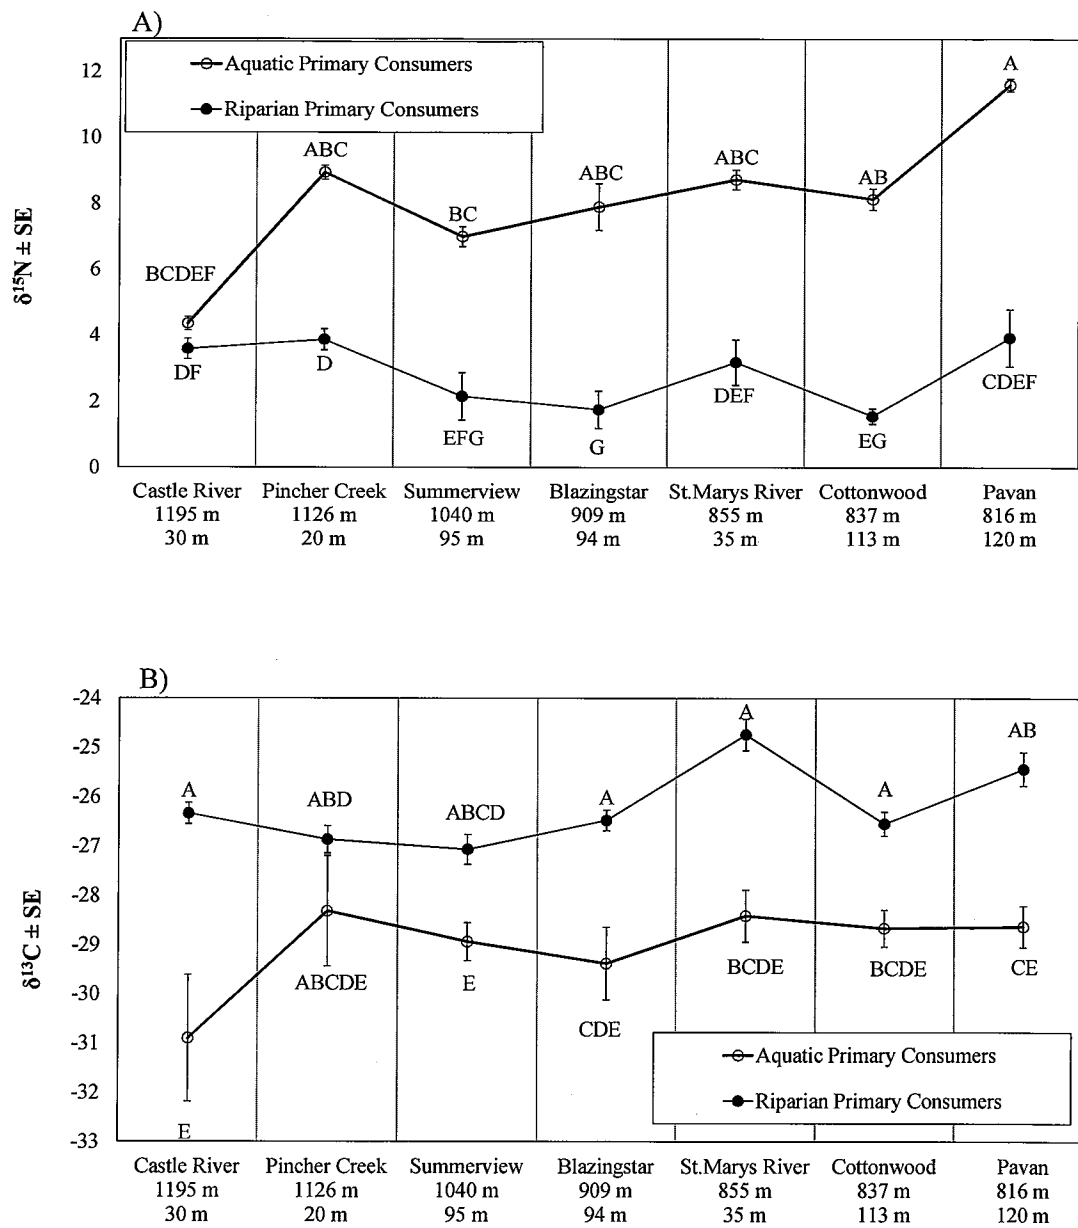 A)
12
10
8
6
4
2
0
δ¹⁵N ± SE
Aquatic Primary Consumers
Riparian Primary Consumers
BCDEF
ABC
BC
ABC
ABC
AB
A
DF
D
EFG
G
DEF
EG
CDEF
Castle River Pincher Creek Summerview Blazingstar St.Marys River Cottonwood Pavan
1195 m 1126 m 1040 m 909 m 855 m 837 m 816 m
30 m 20 m 95 m 94 m 35 m 113 m 120 m
B)
-24
-25
-26
-27
-28
-29
-30
-31
-32
-33
δ¹³C ± SE
A
ABD
ABCD
A
A
A
AB
E
ABCDE
E
CDE
BCDE
BCDE
CE
Aquatic Primary Consumers
Riparian Primary Consumers
Castle River Pincher Creek Summerview Blazingstar St.Marys River Cottonwood Pavan
1195 m 1126 m 1040 m 909 m 855 m 837 m 816 m
30 m 20 m 95 m 94 m 35 m 113 m 120 m